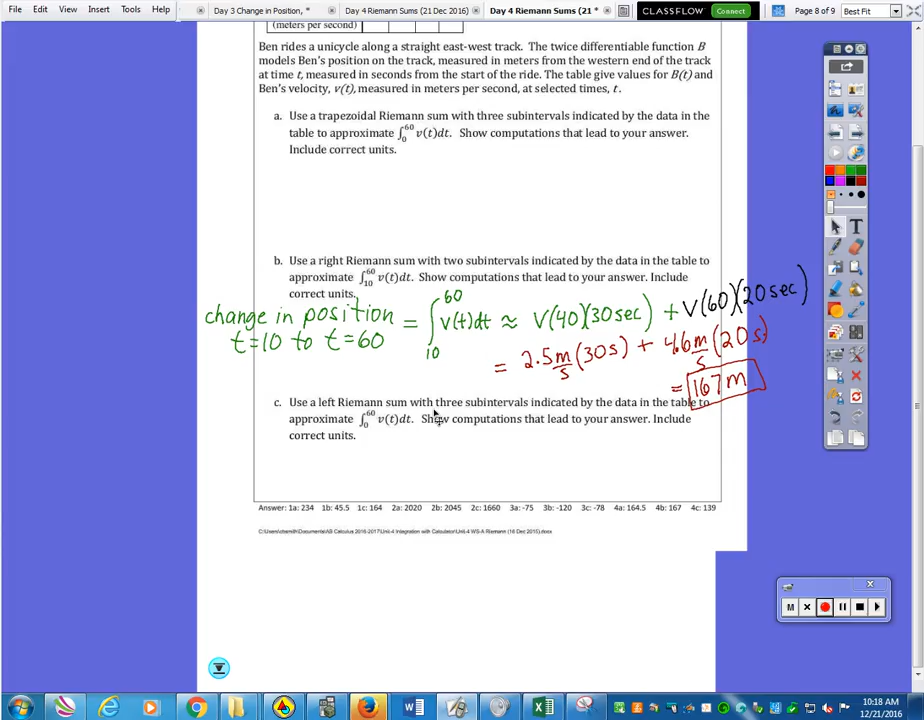 File Edit View Insert Format Tools Help
Day 3 Change in Position, * Day 4 Riemann Sums (21 Dec 2016) Day 4 Riemann Sums (21 * CLASSFLOW Connect Page 8 of 9 Best Fit
(meters per second)
Ben rides a unicycle along a straight east-west track. The twice differentiable function B
models Ben's position on the track, measured in meters from the western end of the track
at time t, measured in seconds from the start of the ride. The table give values for B(t) and
Ben's velocity, v(t), measured in meters per second, at selected times, t.
a. Use a trapezoidal Riemann sum with three subintervals indicated by the data in the
table to approximate ∫₀⁶⁰ v(t)dt. Show computations that lead to your answer.
Include correct units.
b. Use a right Riemann sum with two subintervals indicated by the data in the table to
approximate ∫₁₀⁶⁰ v(t)dt. Show computations that lead to your answer. Include
correct units.
change in position = ∫₁₀⁶⁰ v(t)dt ≈ v(40)(30sec) + v(60)(20sec)
t=10 to t=60
= 2.5 m/s (30s) + 4.6 m/s (20s)
= 167m
c. Use a left Riemann sum with three subintervals indicated by the data in the table to
approximate ∫₀⁶⁰ v(t)dt. Show computations that lead to your answer. Include
correct units.
Answer: 1a: 234 1b: 45.5 1c: 164 2a: 2020 2b: 2045 2c: 1660 3a: -75 3b: -120 3c: -78 4a: 164.5 4b: 167 4c: 139
M
10:18 AM
12/21/2016